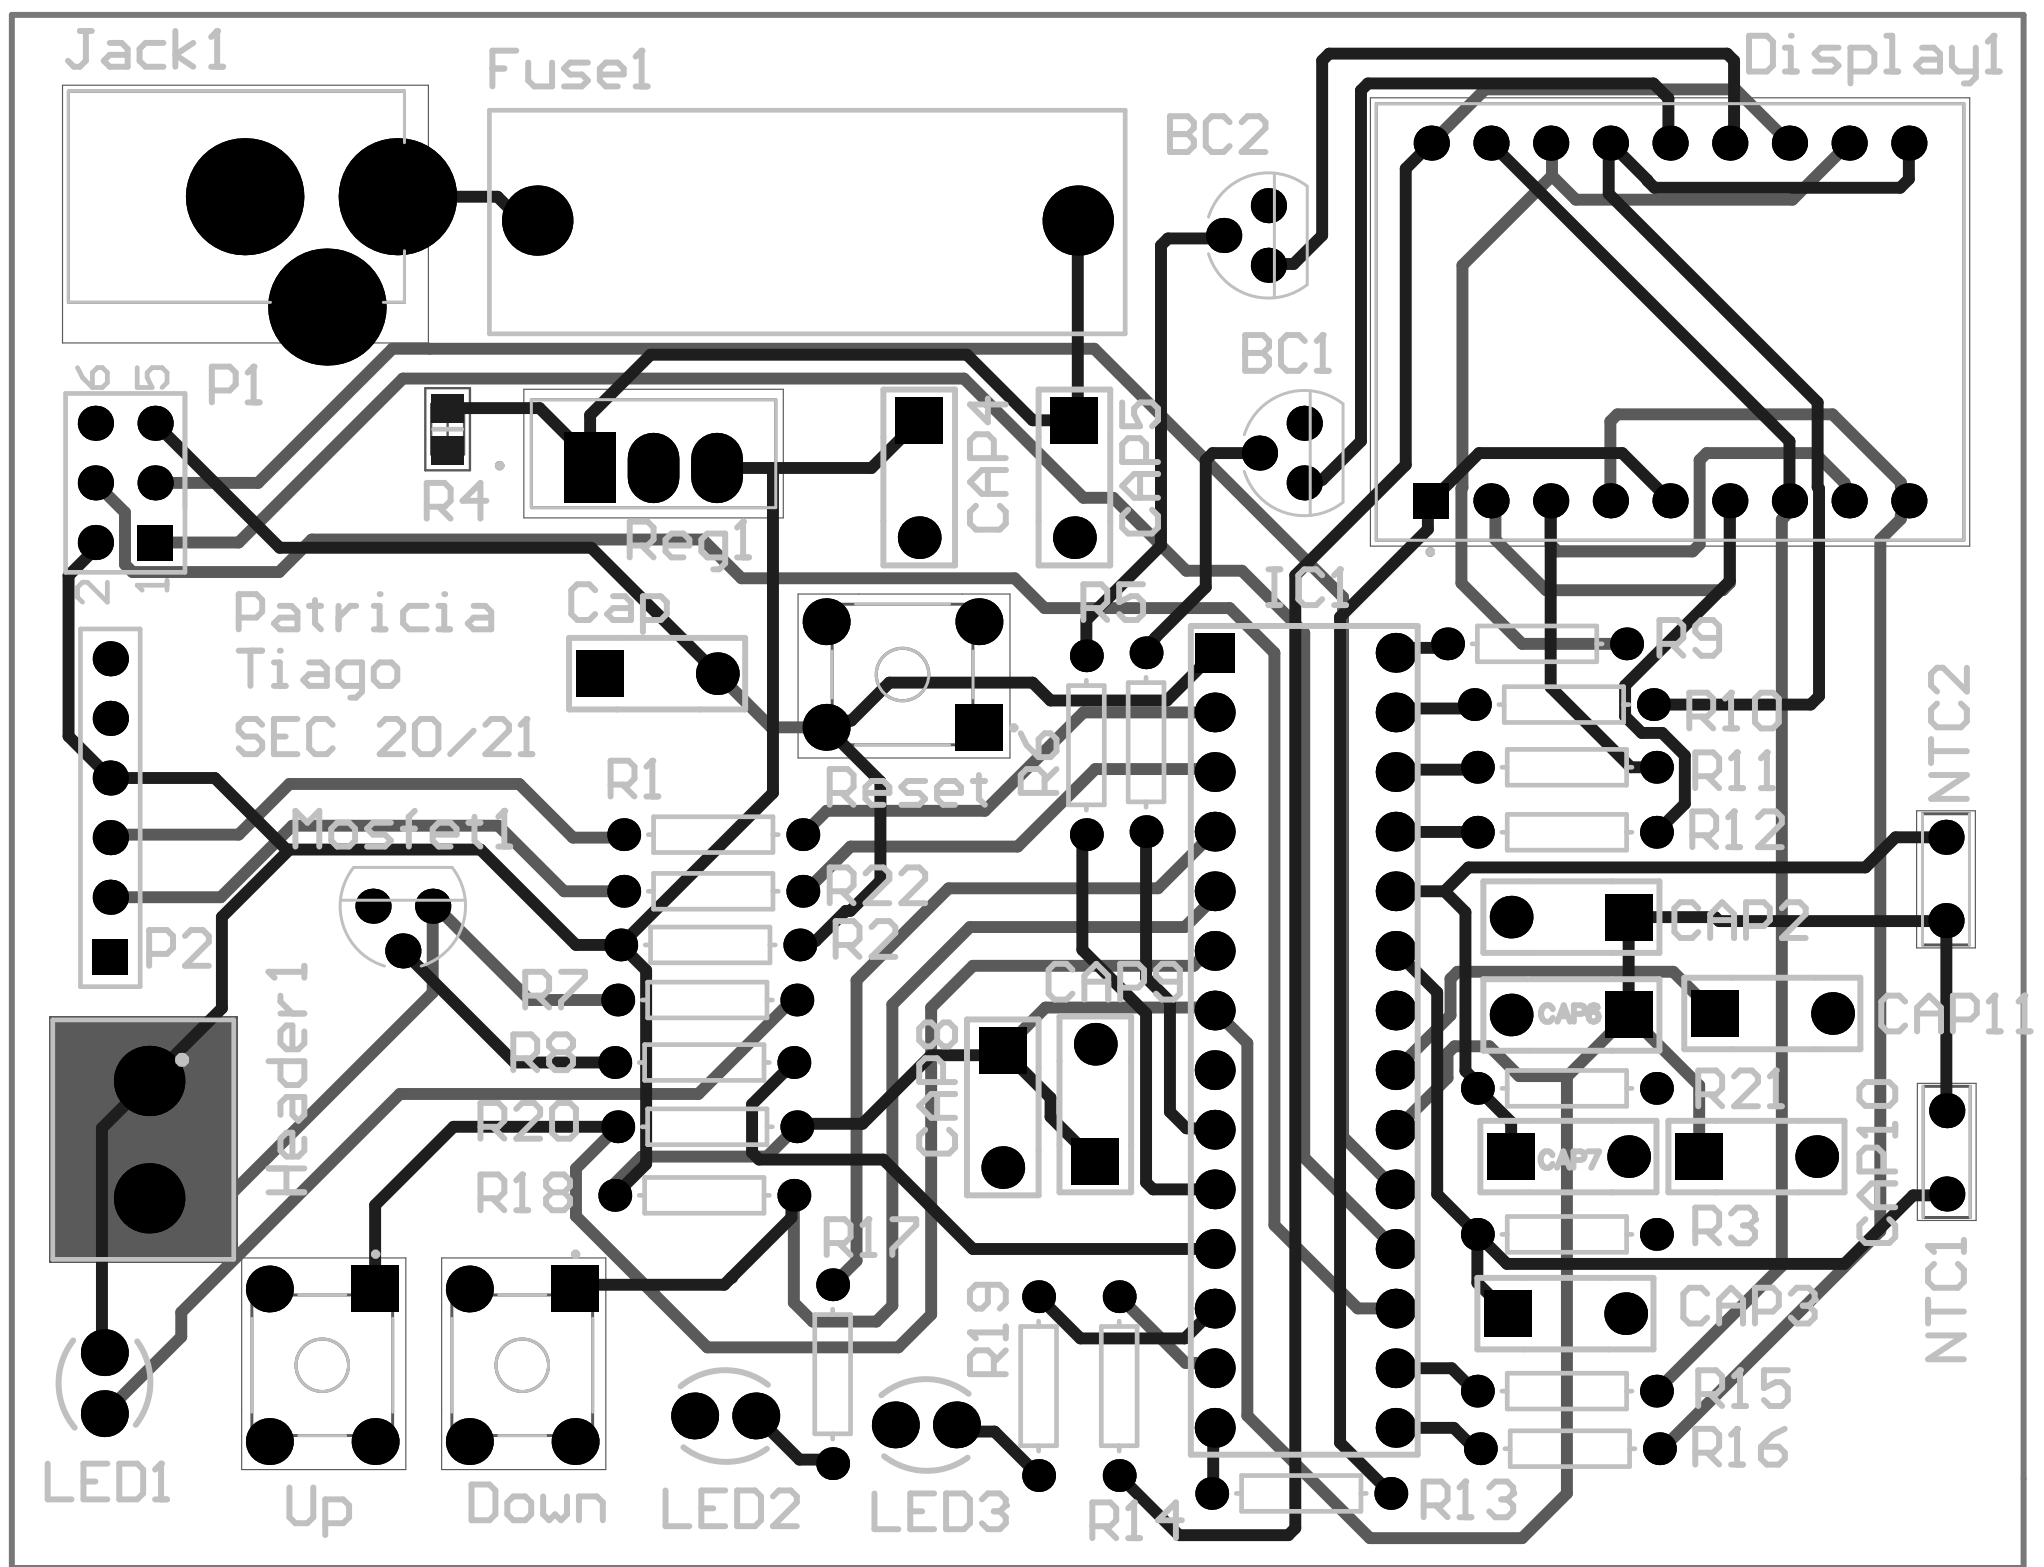 Jack1
Fuse1
Display1
BC2
BC1
6 5
P1
R4
Reg1
CAP4
CAP5
2 1
Patricia
Tiago
SEC 20/21
Cap
R5
IC1
R9
R10
R11
R12
NTC2
R1
Reset
R6
Mosfet1
R22
R2
P2
R7
R8
Header1
R20
R18
CAP9
CAP8
CAP2
CAP6
CAP11
R21
CAP7
CAP10
R3
R17
R19
CAP3
NTC1
R15
R16
LED1
Up
Down
LED2
LED3
R14
R13